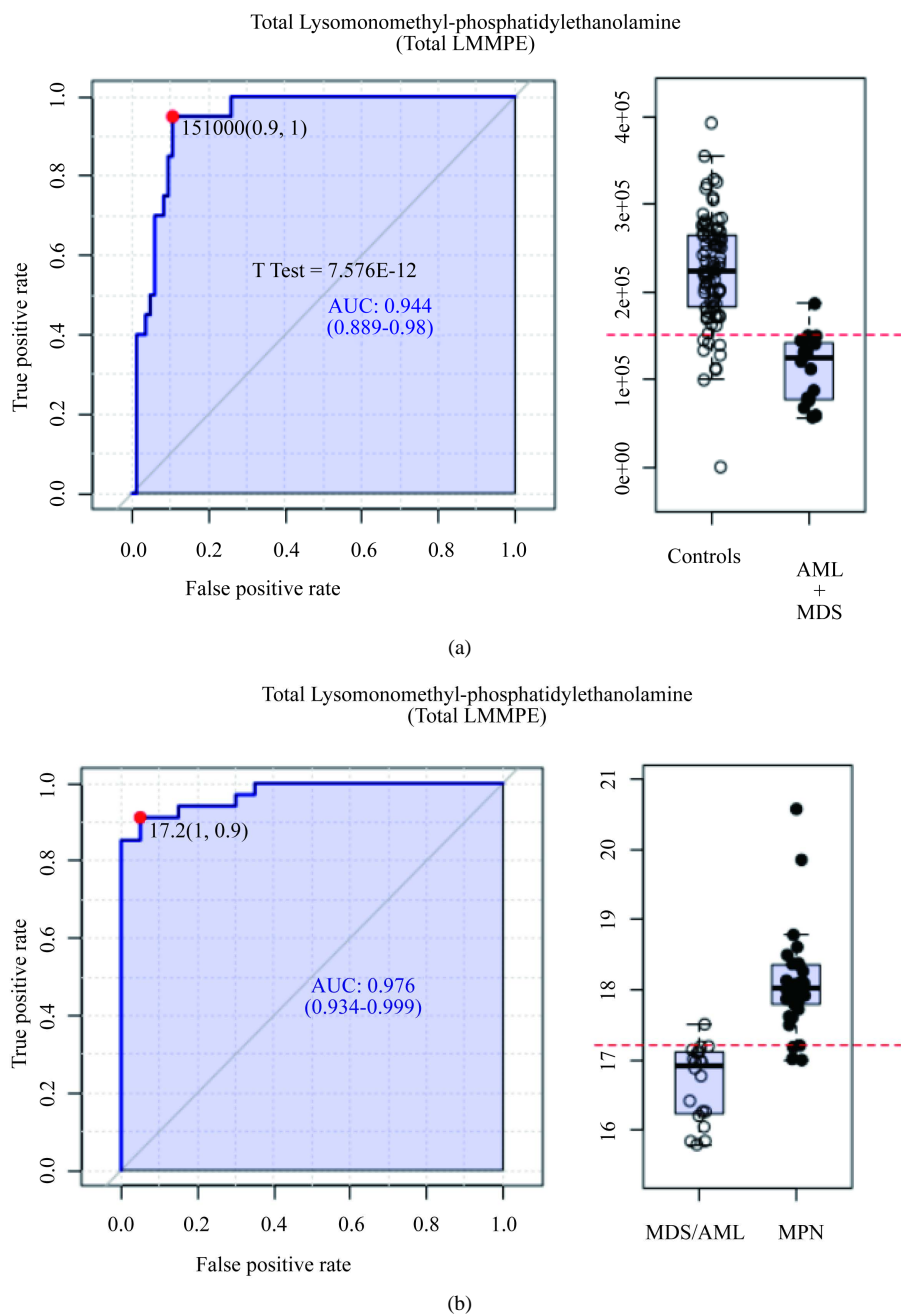 Total Lysomonomethyl-phosphatidylethanolamine
(Total LMMPE)
True positive rate
0.0
0.2
0.4
0.6
0.8
1.0
151000(0.9, 1)
T Test = 7.576E-12
AUC: 0.944
(0.889-0.98)
0.0 0.2 0.4 0.6 0.8 1.0
False positive rate
0e+00
1e+05
2e+05
3e+05
4e+05
Controls
AML
+
MDS
(a)
Total Lysomonomethyl-phosphatidylethanolamine
(Total LMMPE)
True positive rate
0.0
0.2
0.4
0.6
0.8
1.0
17.2(1, 0.9)
AUC: 0.976
(0.934-0.999)
0.0 0.2 0.4 0.6 0.8 1.0
False positive rate
16
17
18
19
20
21
MDS/AML MPN
(b)